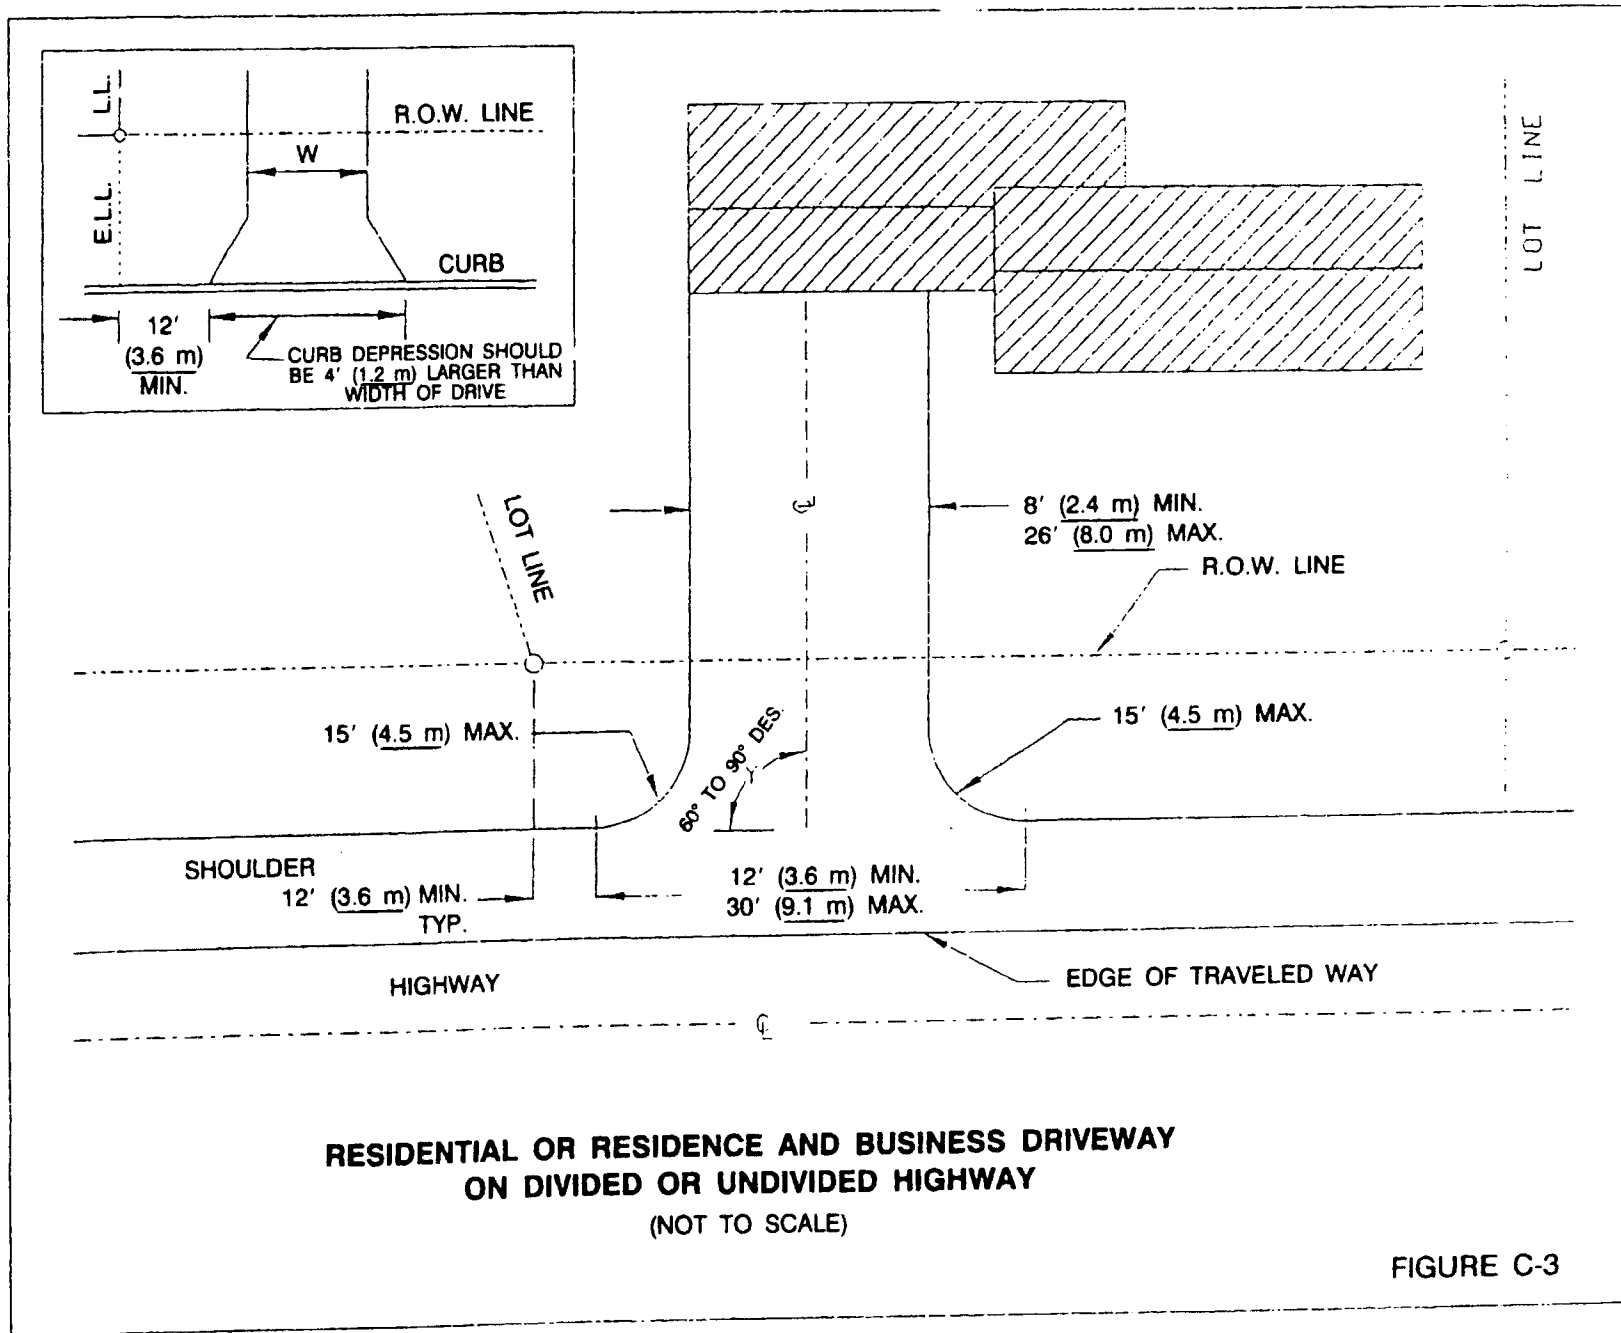 L.L.
R.O.W. LINE
W
E.L.L.
CURB
12'
(3.6 m)
MIN.
CURB DEPRESSION SHOULD
BE 4' (1.2 m) LARGER THAN
WIDTH OF DRIVE
LOT LINE
LOT LINE
8' (2.4 m) MIN.
26' (8.0 m) MAX.
R.O.W. LINE
15' (4.5 m) MAX.
60° TO 90° DES.
15' (4.5 m) MAX.
SHOULDER
12' (3.6 m) MIN.
TYP.
12' (3.6 m) MIN.
30' (9.1 m) MAX.
HIGHWAY
EDGE OF TRAVELED WAY
RESIDENTIAL OR RESIDENCE AND BUSINESS DRIVEWAY
ON DIVIDED OR UNDIVIDED HIGHWAY
(NOT TO SCALE)
FIGURE C-3